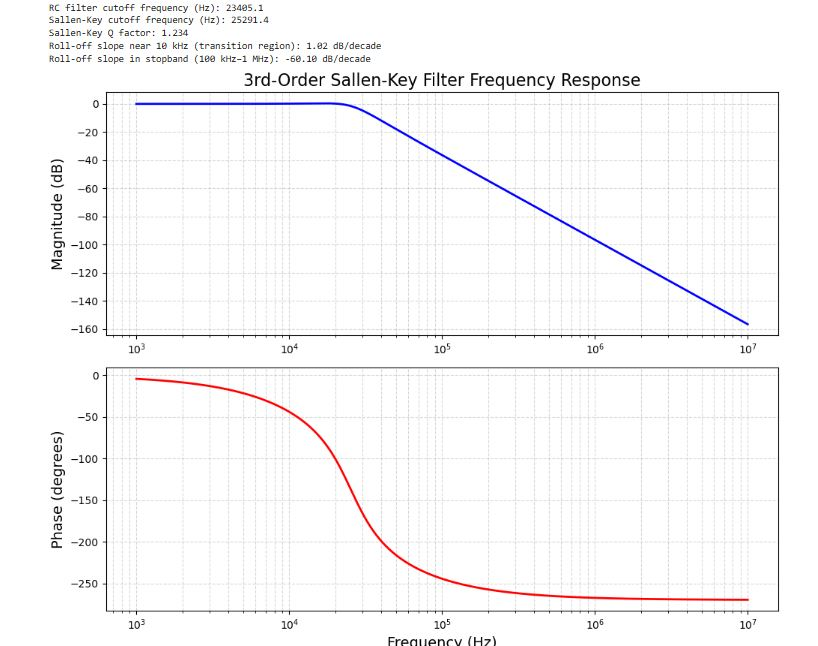 RC filter cutoff frequency (Hz): 23405.1
Sallen-Key cutoff frequency (Hz): 25291.4
Sallen-Key Q factor: 1.234
Roll-off slope near 10 kHz (transition region): 1.02 dB/decade
Roll-off slope in stopband (100 kHz–1 MHz): -60.10 dB/decade
3rd-Order Sallen-Key Filter Frequency Response
Magnitude (dB)
0
−20
−40
−60
−80
−100
−120
−140
−160
10³ 10⁴ 10⁵ 10⁶ 10⁷
Phase (degrees)
0
−50
−100
−150
−200
−250
10³ 10⁴ 10⁵ 10⁶ 10⁷
Frequency (Hz)